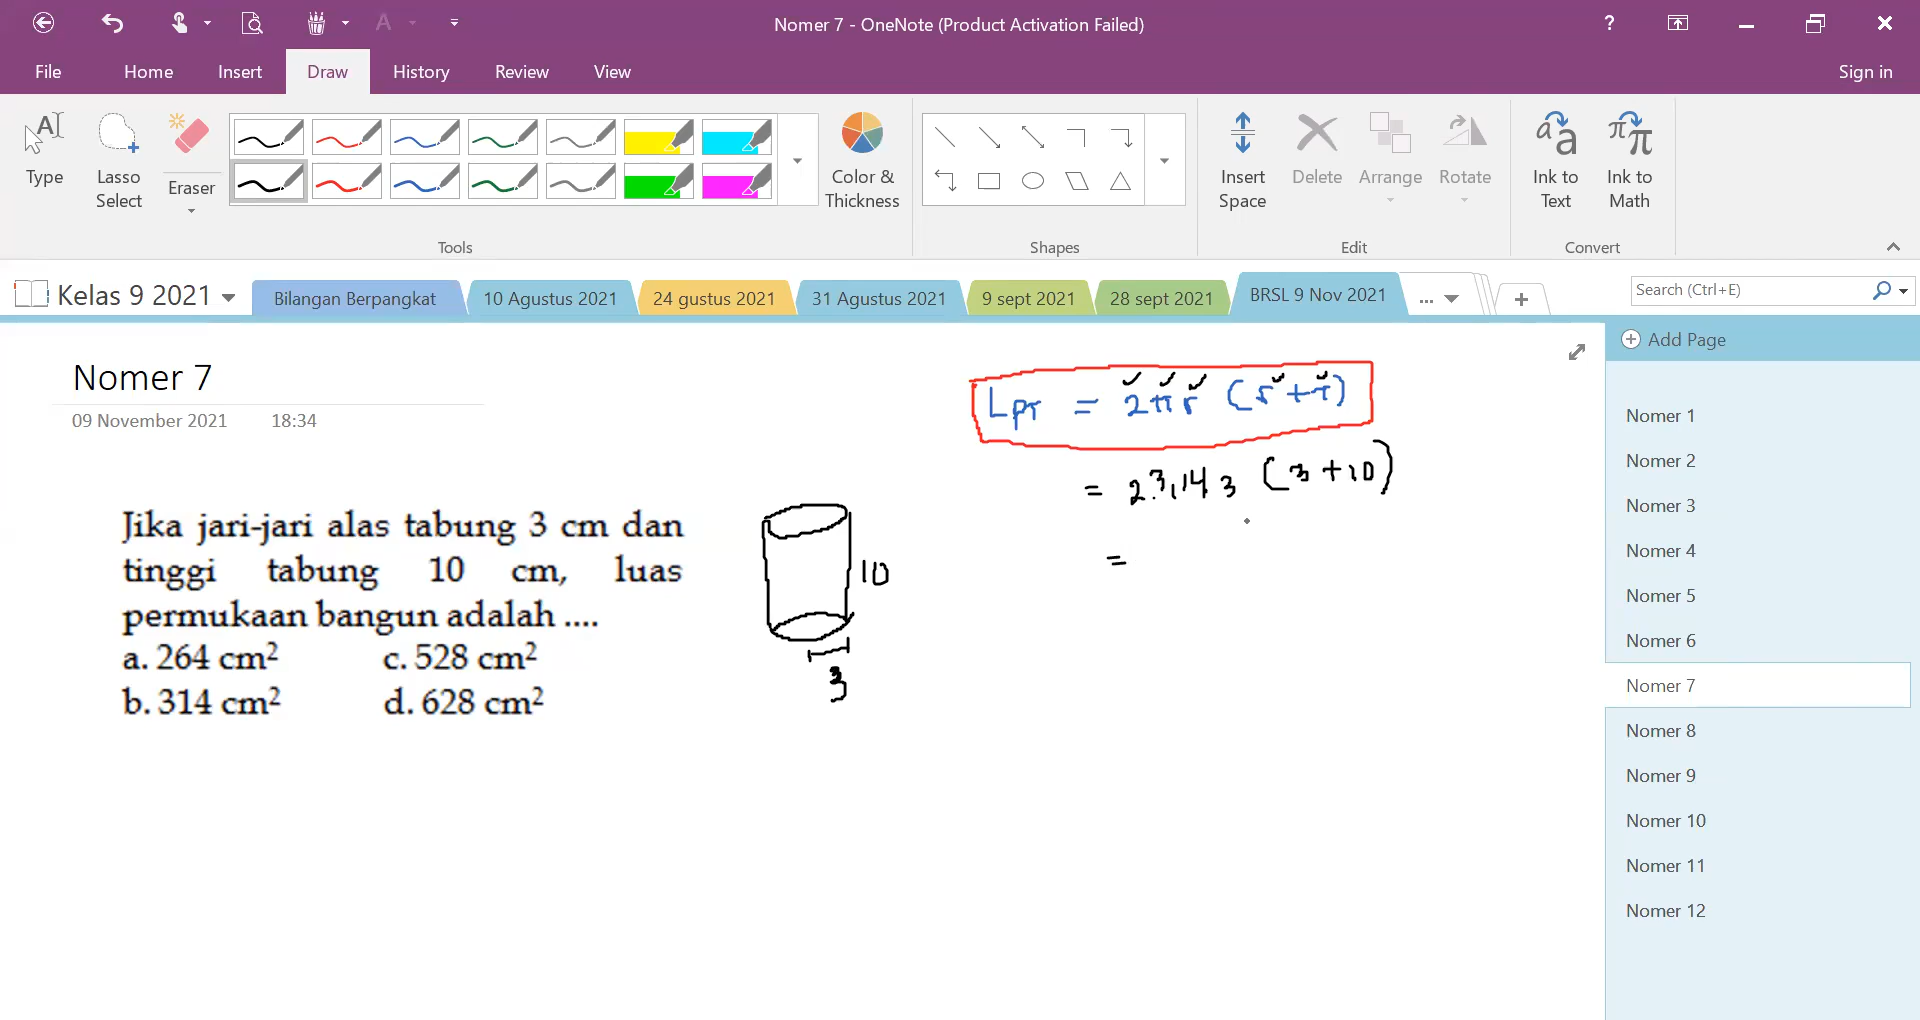 Nomer 7 - OneNote (Product Activation Failed)
?
File Home Insert Draw History Review View Sign in
Type
Lasso Select
Eraser
Color & Thickness
Insert Space
Delete
Arrange
Rotate
Ink to Text
Ink to Math
Tools
Shapes
Edit
Convert
Kelas 9 2021
Bilangan Berpangkat
10 Agustus 2021
24 gustus 2021
31 Agustus 2021
9 sept 2021
28 sept 2021
BRSL 9 Nov 2021
...
Search (Ctrl+E)
Add Page
Nomer 7
09 November 2021 18:34
Jika jari-jari alas tabung 3 cm dan
tinggi tabung 10 cm, luas
permukaan bangun adalah ....
a. 264 cm² c. 528 cm²
b. 314 cm² d. 628 cm²
10
3
LPT = 2πr (r+t)
= 2.3,14.3 (3+10)
=
Nomer 1
Nomer 2
Nomer 3
Nomer 4
Nomer 5
Nomer 6
Nomer 7
Nomer 8
Nomer 9
Nomer 10
Nomer 11
Nomer 12